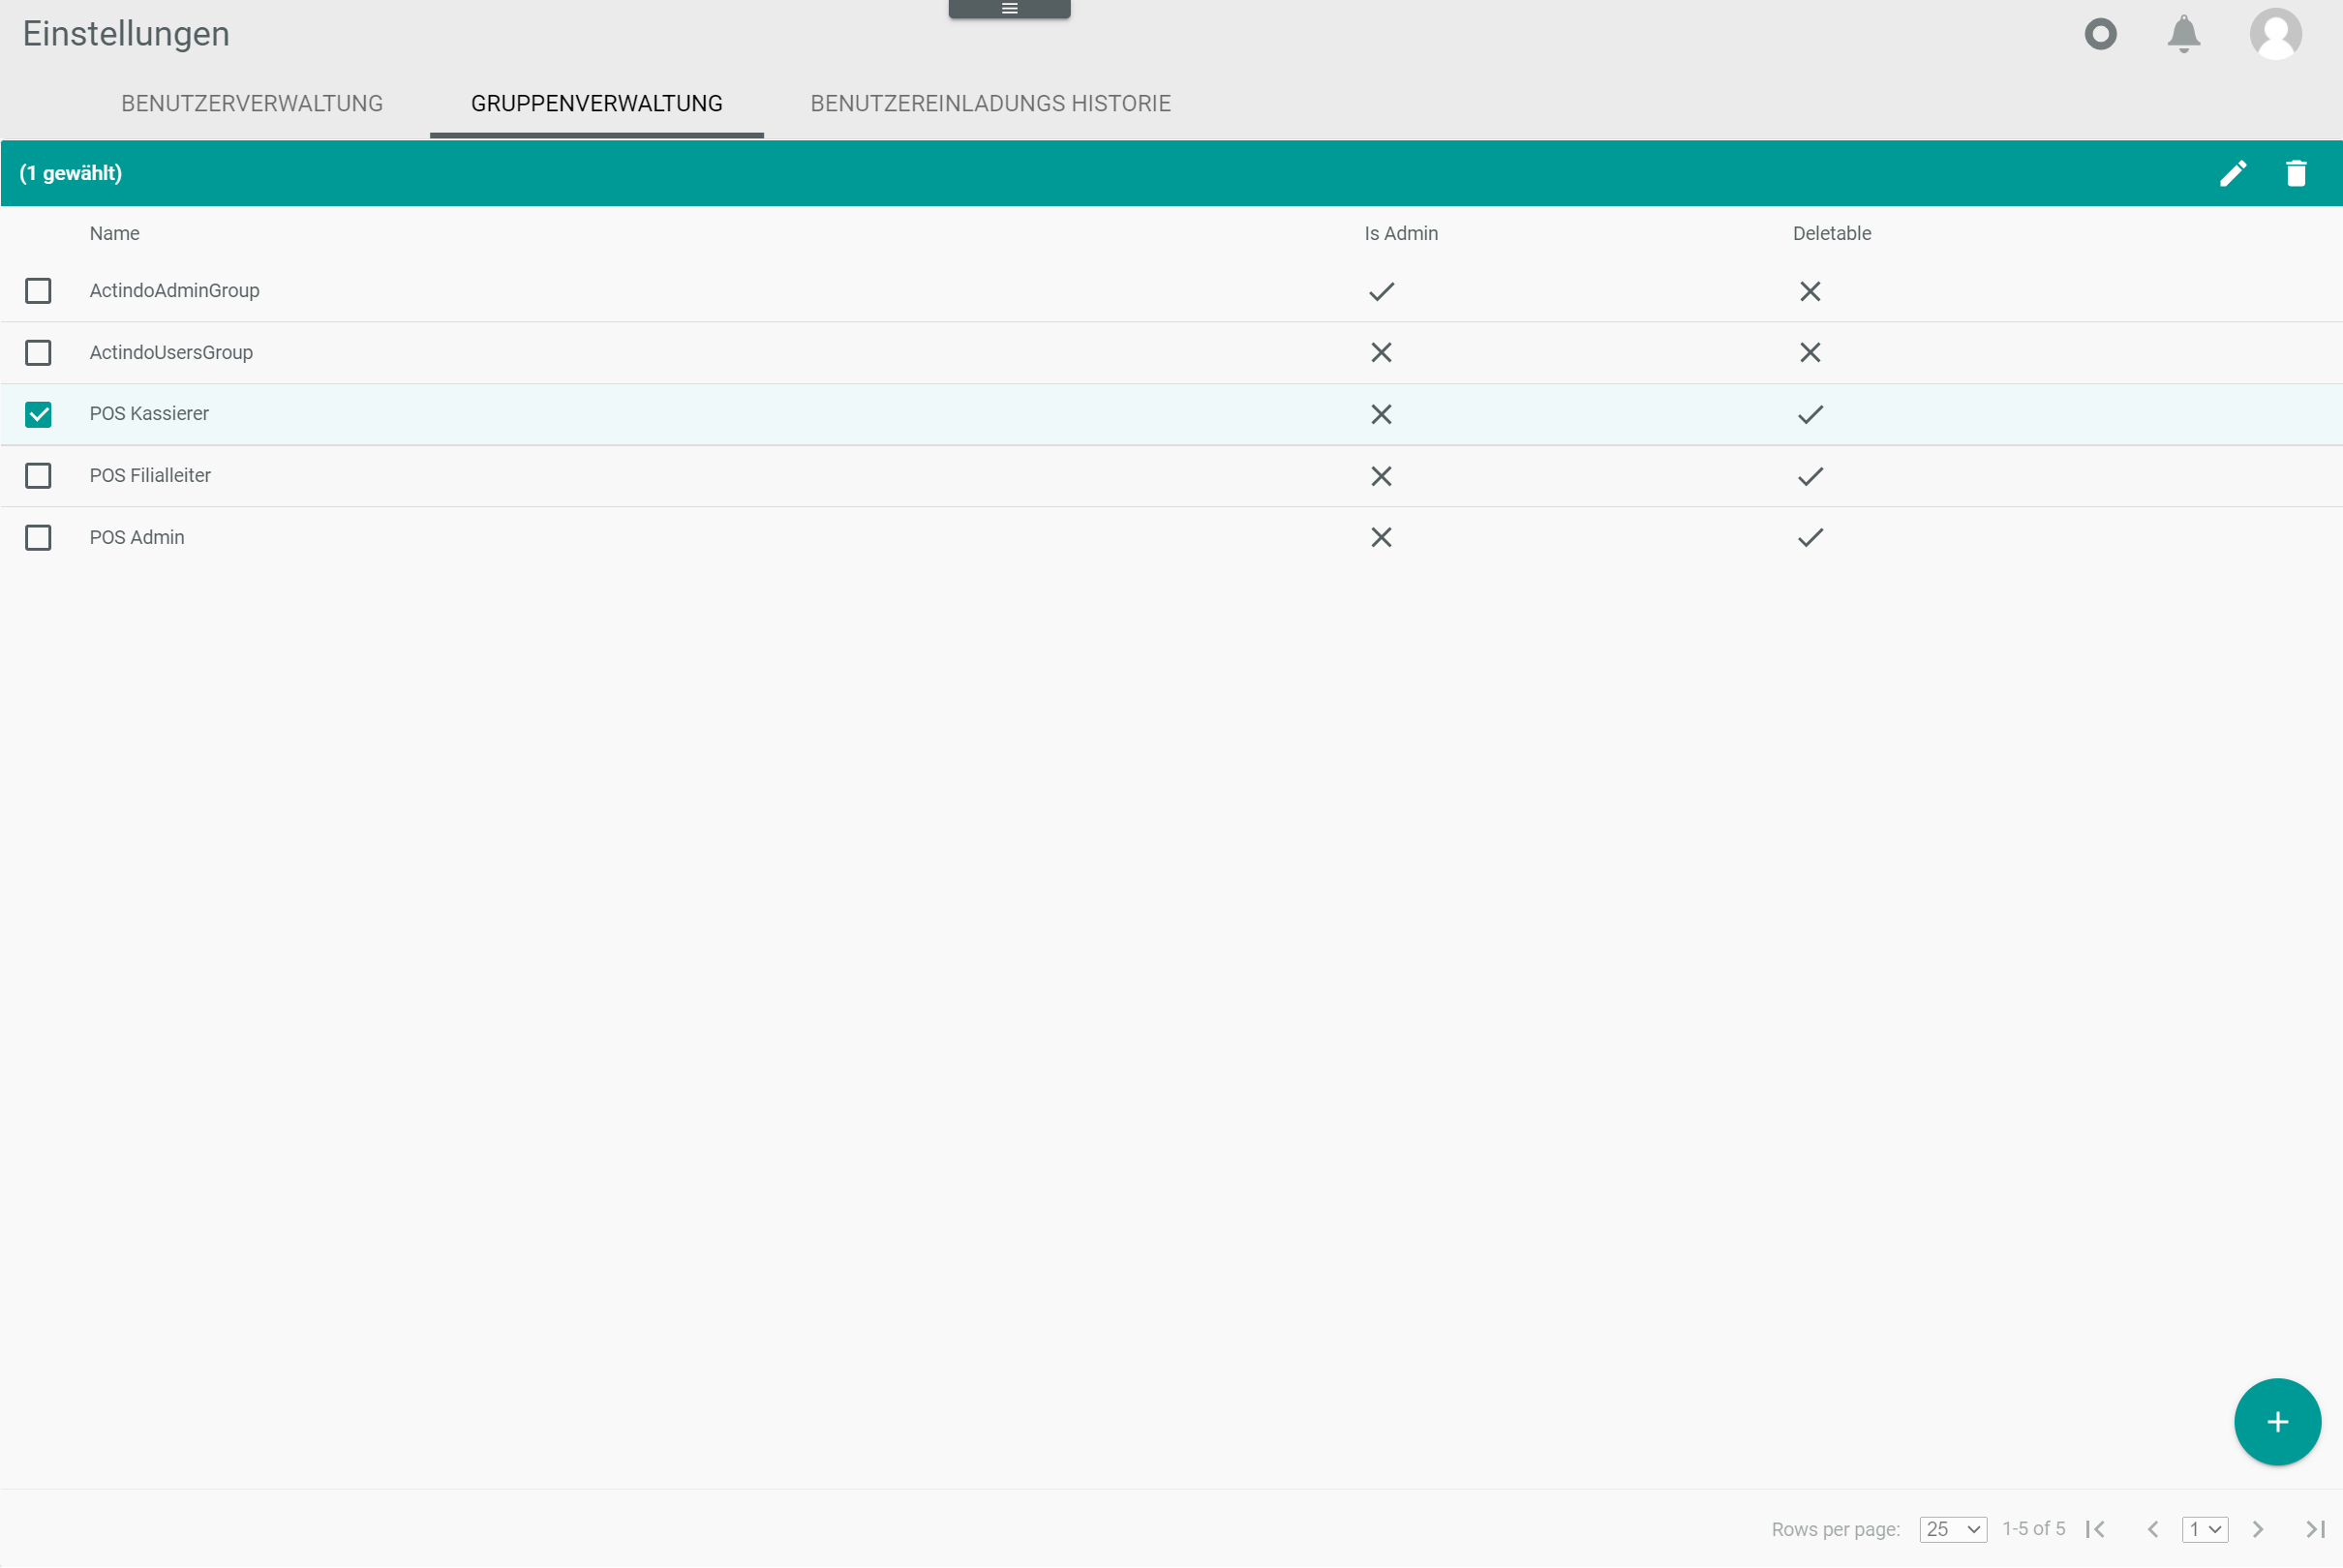 Einstellungen
BENUTZERVERWALTUNG GRUPPENVERWALTUNG BENUTZEREINLADUNGS HISTORIE
(1 gewählt)
Name Is Admin Deletable
ActindoAdminGroup
ActindoUsersGroup
POS Kassierer
POS Filialleiter
POS Admin
Rows per page: 25 1-5 of 5 1